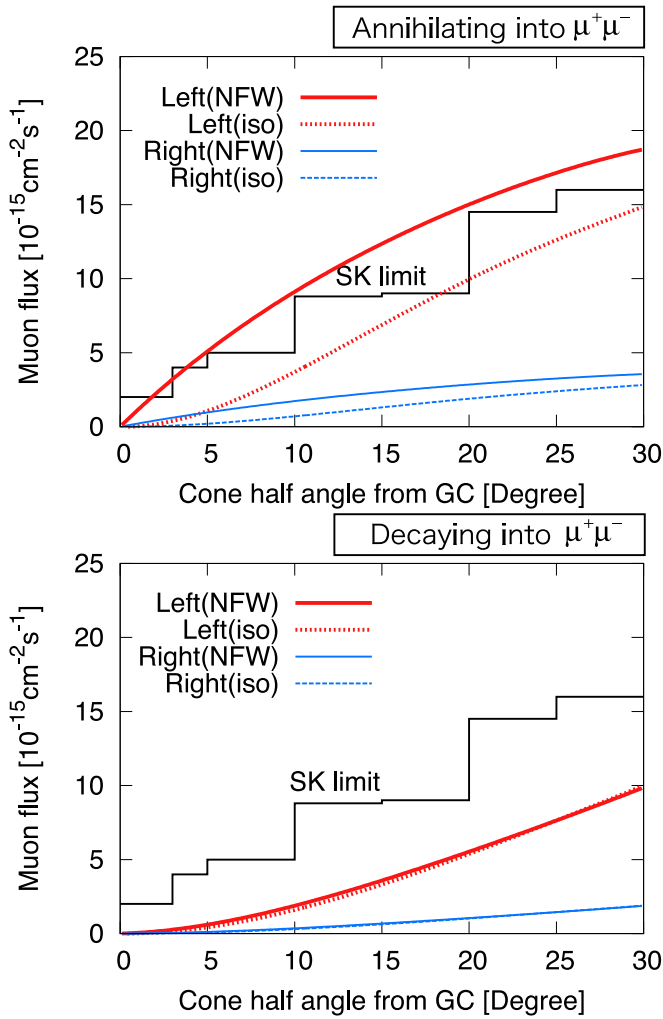 Annihilating into μ⁺μ⁻
25
20
15
10
5
0
Muon flux [10⁻¹⁵cm⁻²s⁻¹]
Left(NFW)
Left(iso)
Right(NFW)
Right(iso)
SK limit
0 5 10 15 20 25 30
Cone half angle from GC [Degree]
Decaying into μ⁺μ⁻
25
20
15
10
5
0
Muon flux [10⁻¹⁵cm⁻²s⁻¹]
Left(NFW)
Left(iso)
Right(NFW)
Right(iso)
SK limit
0 5 10 15 20 25 30
Cone half angle from GC [Degree]